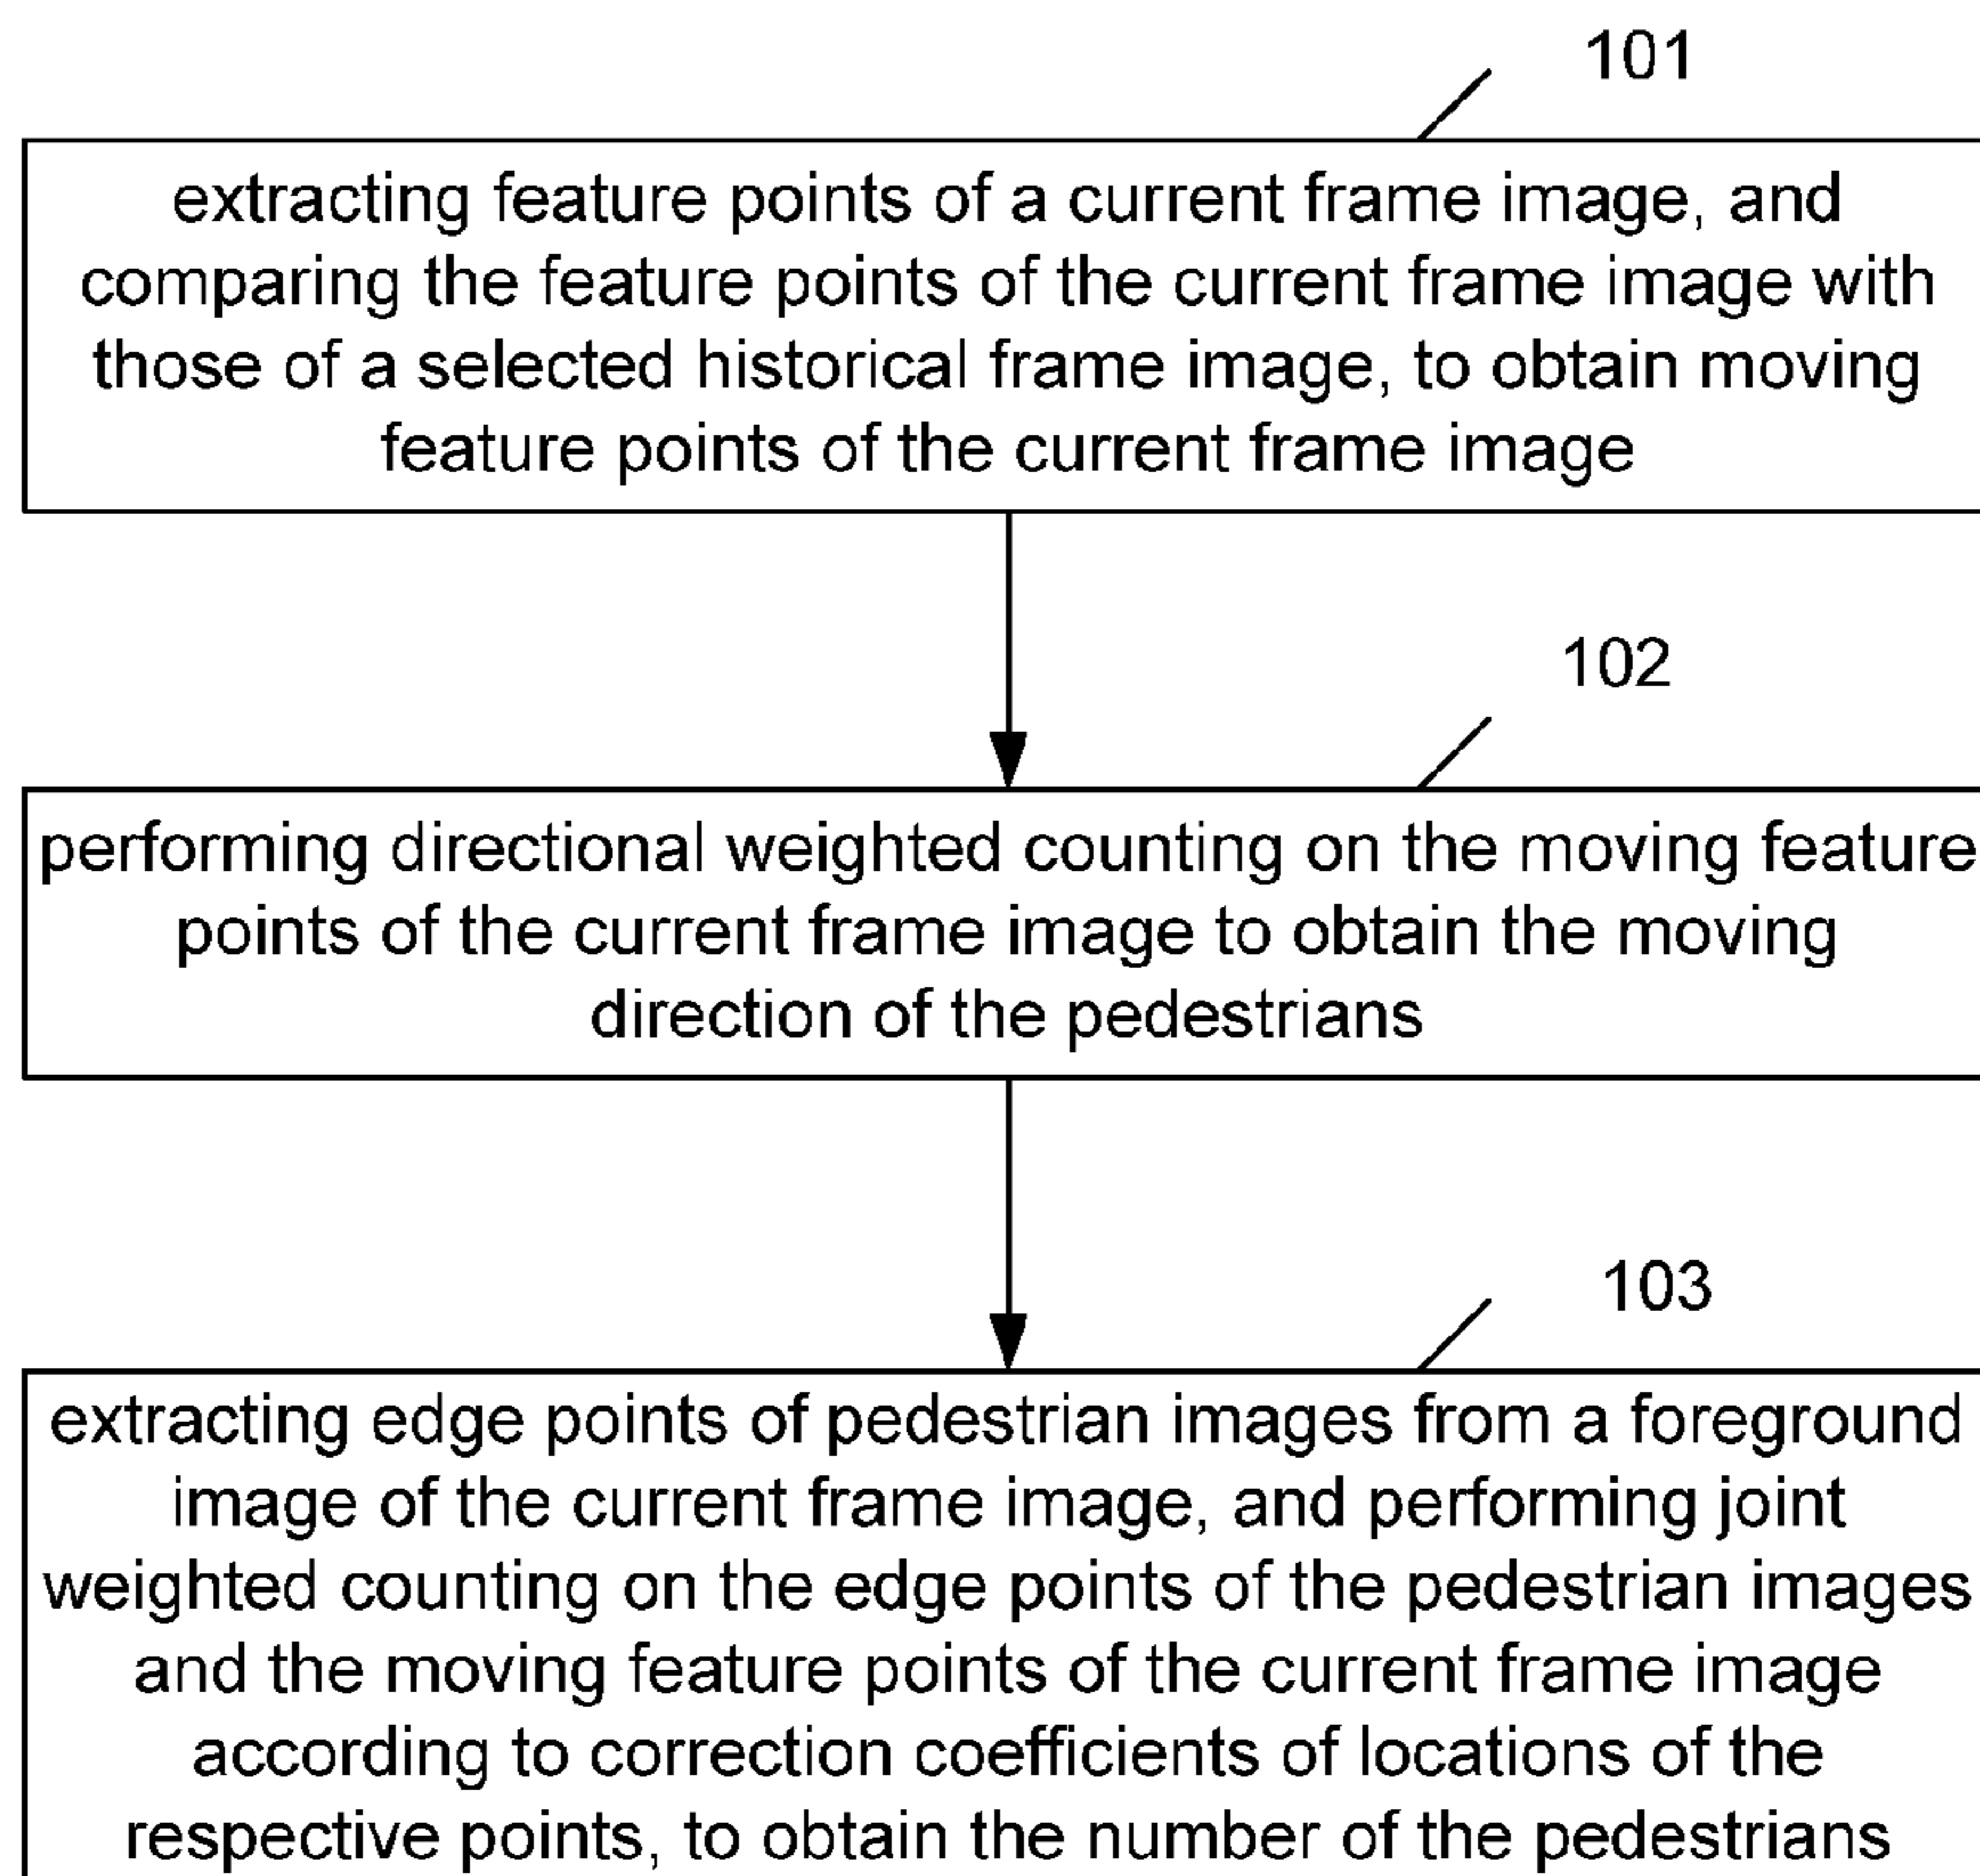 101
extracting feature points of a current frame image, and
comparing the feature points of the current frame image with
those of a selected historical frame image, to obtain moving
feature points of the current frame image
102
performing directional weighted counting on the moving feature
points of the current frame image to obtain the moving
direction of the pedestrians
103
extracting edge points of pedestrian images from a foreground
image of the current frame image, and performing joint
weighted counting on the edge points of the pedestrian images
and the moving feature points of the current frame image
according to correction coefficients of locations of the
respective points, to obtain the number of the pedestrians